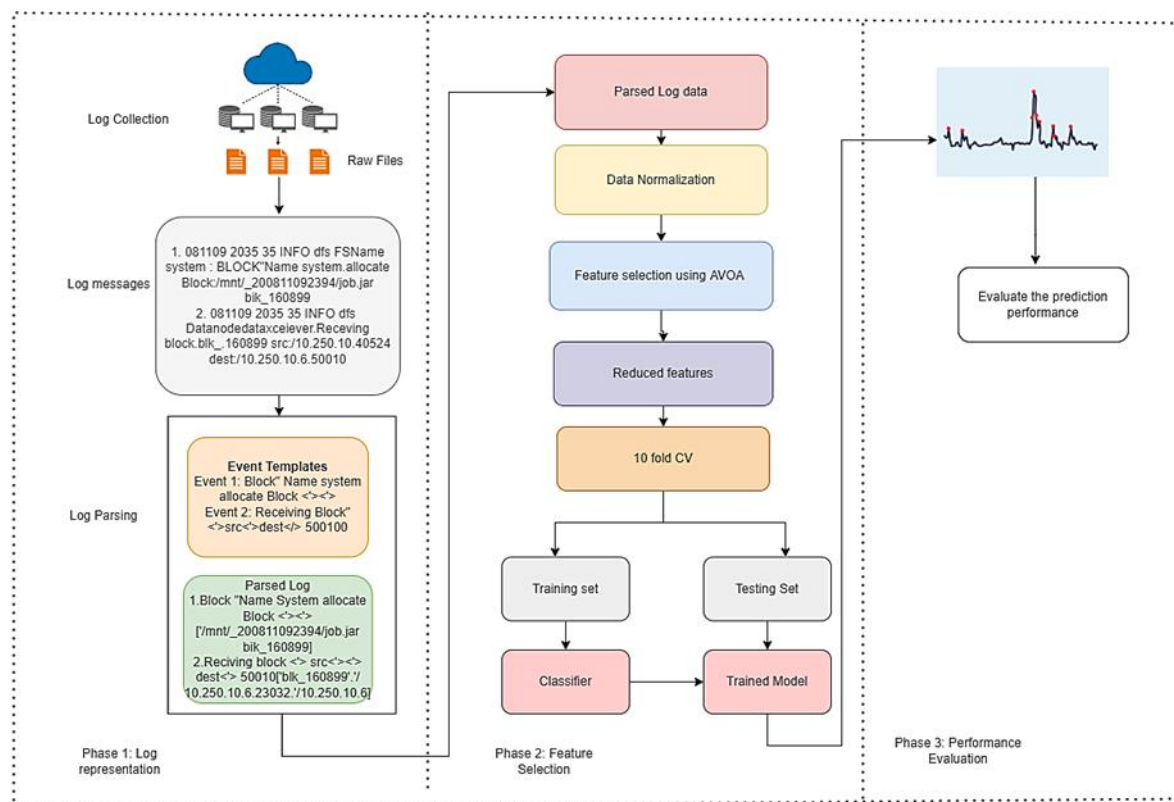 Log Collection
Raw Files
Log messages
1. 081109 2035 35 INFO dfs FSName
system : BLOCK"Name system.allocate
Block:/mnt/_200811092394/job.jar
bik_160899
2. 081109 2035 35 INFO dfs
Datanodedataxceiever.Receving
block.blk_.160899 src:/10.250.10.40524
dest:/10.250.10.6.50010
Log Parsing
Event Templates
Event 1: Block" Name system
allocate Block <'><'>
Event 2: Receiving Block"
<'>src<'>dest</> 500100
Parsed Log
1.Block "Name System allocate
Block <'><'>
['/mnt/_200811092394/job.jar
bik_160899]
2.Reciving block <'> src<'><'>
dest<'> 50010['blk_160899'.'/
10.250.10.6.23032.'/10.250.10.6]
Phase 1: Log
representation
Parsed Log data
Data Normalization
Feature selection using AVOA
Reduced features
10 fold CV
Training set
Testing Set
Classifier
Trained Model
Phase 2: Feature
Selection
Evaluate the prediction
performance
Phase 3: Performance
Evaluation